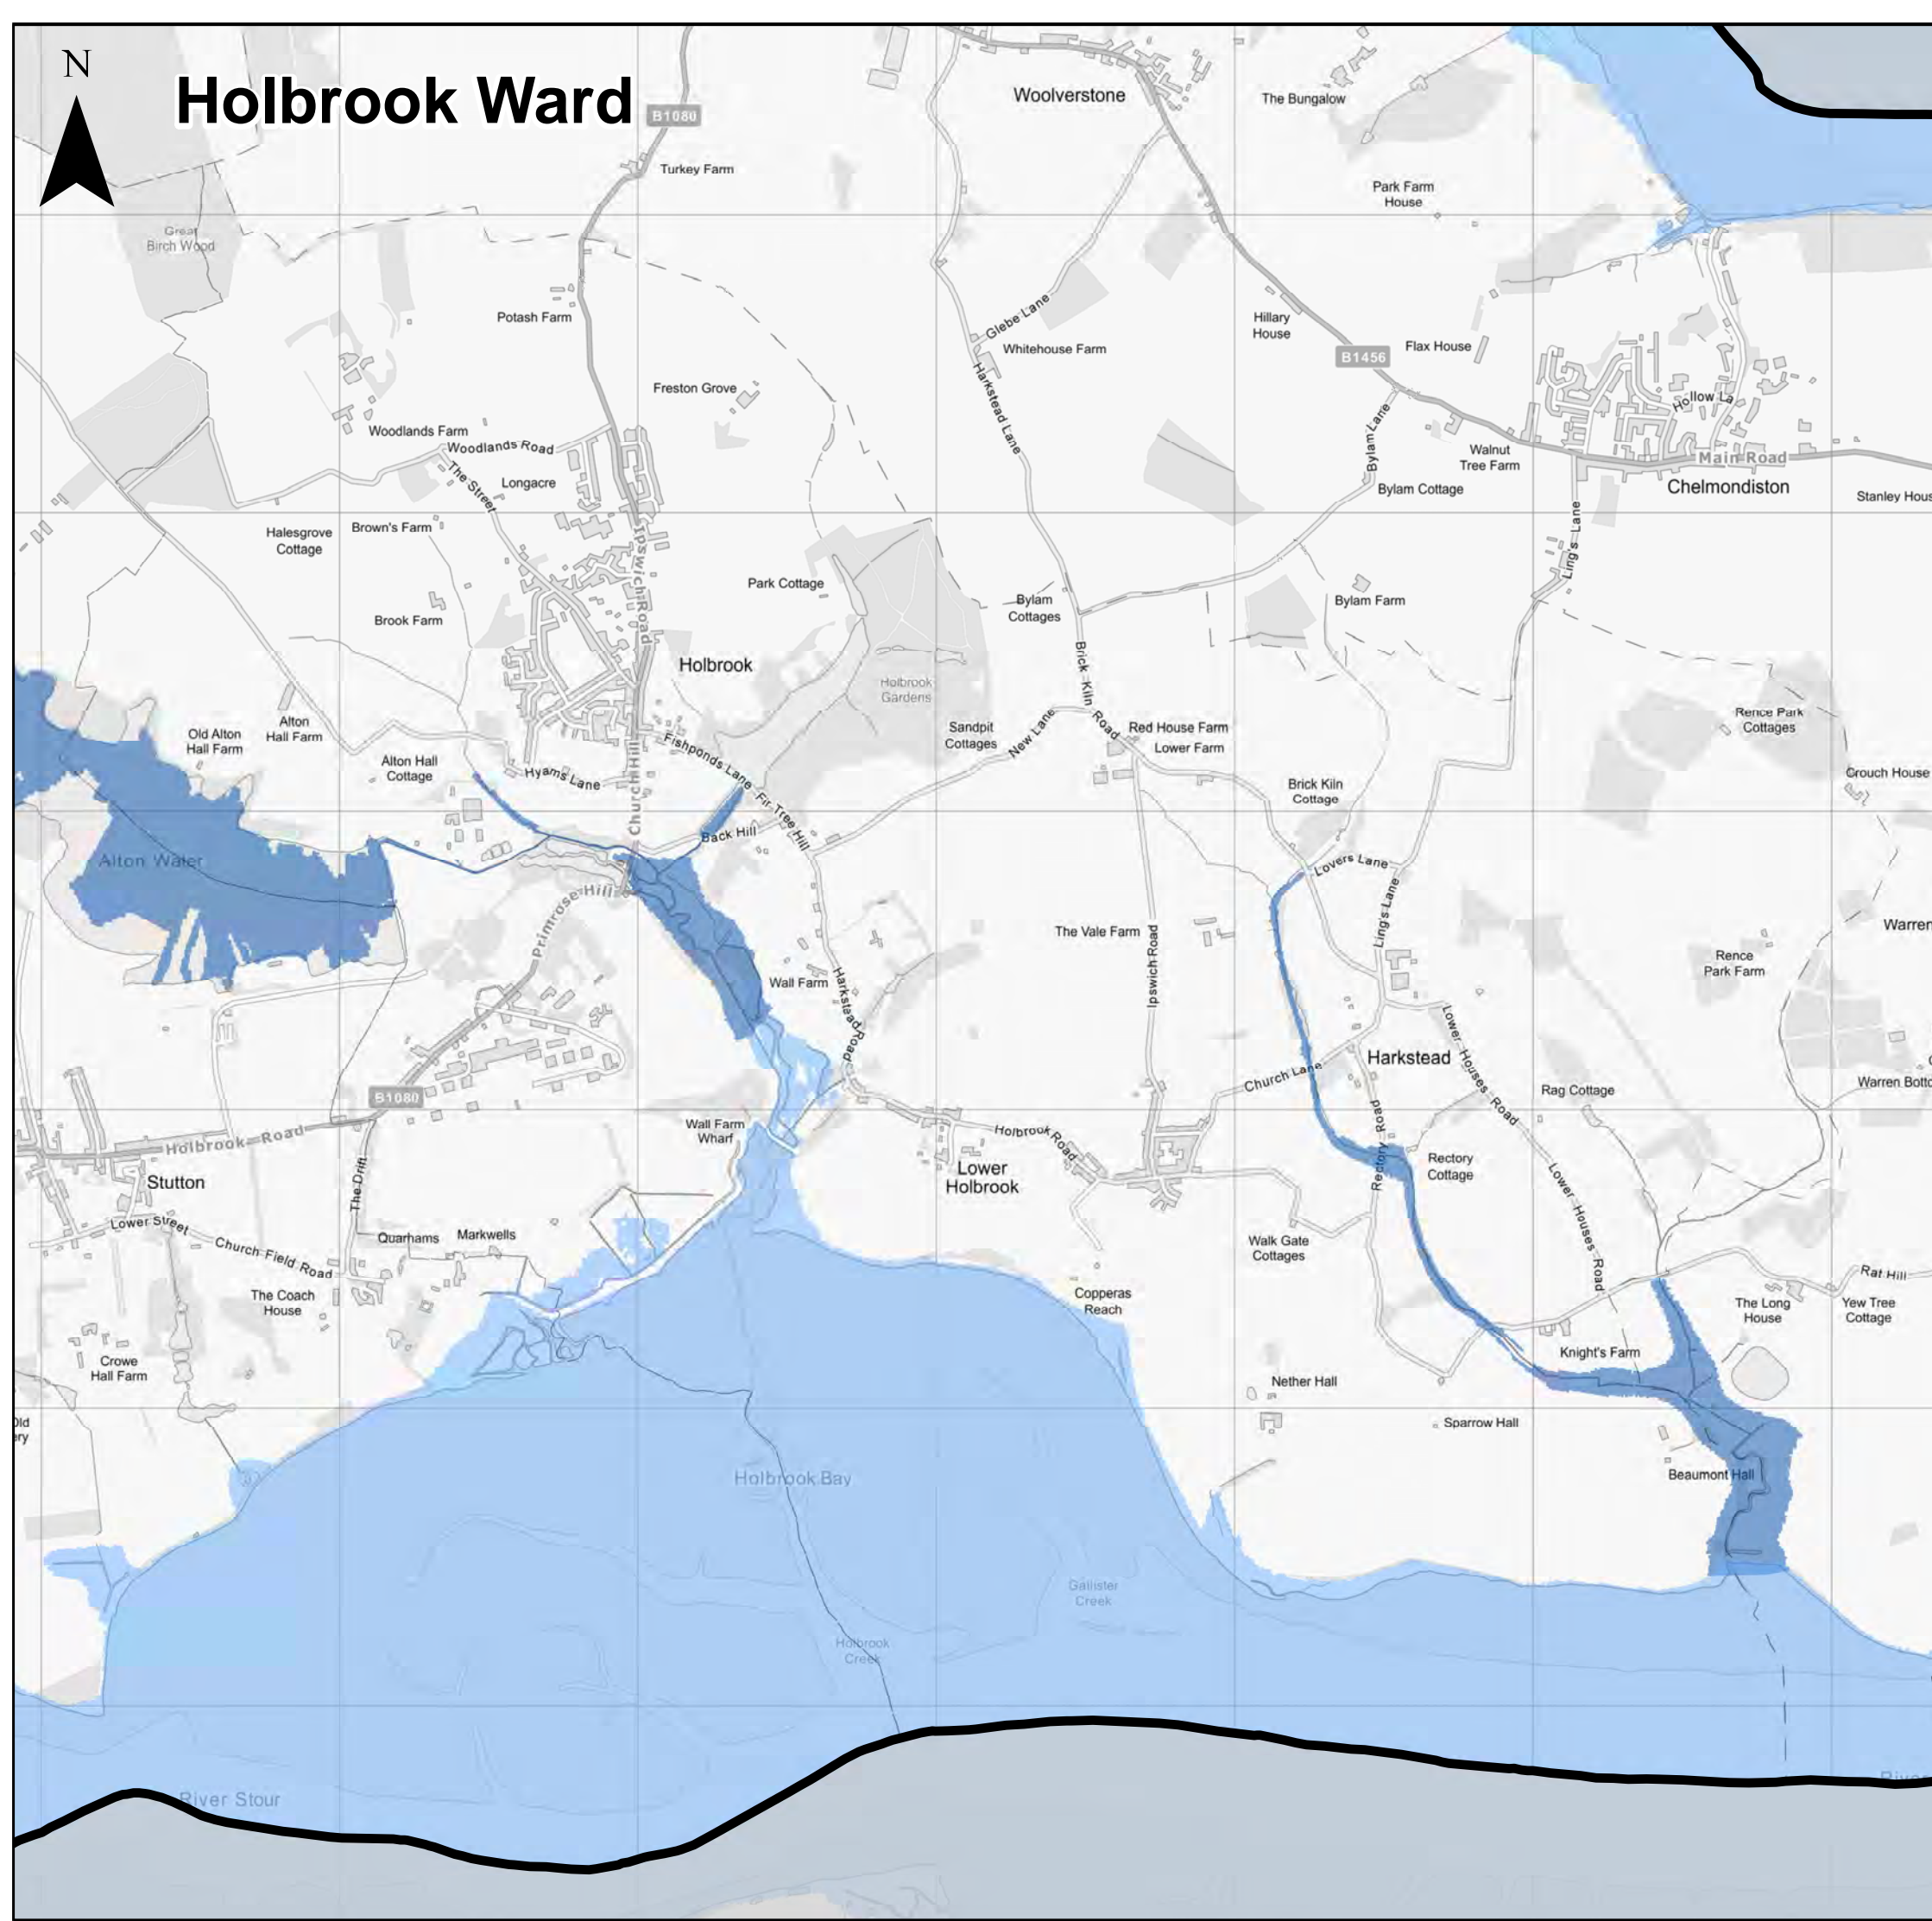 N
Holbrook Ward
B1080
Woolverstone
The Bungalow
Turkey Farm
Park Farm
House
Great
Birch Wood
Potash Farm
Glebe Lane
Whitehouse Farm
Hillary
House
B1456
Flax House
Harkstead Lane
Freston Grove
Hollow La
Bylam Lane
Woodlands Farm
Woodlands Road
The Street
Longacre
Walnut
Tree Farm
Main Road
Chelmondiston
Bylam Cottage
Stanley Hous
Brown's Farm
Halesgrove
Cottage
Ipswich Road
Ling's Lane
Park Cottage
Bylam
Cottages
Bylam Farm
Brook Farm
Holbrook
Holbrook
Gardens
Brick Kiln Road
Rence Park
Cottages
Old Alton
Hall Farm
Alton
Hall Farm
Sandpit
Cottages
New Lane
Red House Farm
Lower Farm
Fishponds Lane
Alton Hall
Cottage
Hyams Lane
Church Hill
Fir Tree Hill
Brick Kiln
Cottage
Crouch House
Back Hill
Alton Water
Lovers Lane
Primrose Hill
Ling's Lane
The Vale Farm
Ipswich Road
Warren
Wall Farm
Harkstead Road
Rence
Park Farm
Lower Houses Road
Harkstead
Church Lane
Rag Cottage
Warren Botto
B1080
Holbrook Road
Wall Farm
Wharf
Holbrook Road
Rectory Road
Lower
Holbrook
Rectory
Cottage
Stutton
The Drift
Lower Street
Church Field Road
Quarhams
Markwells
Walk Gate
Cottages
Lower Houses Road
Rat Hill
The Coach
House
Copperas
Reach
The Long
House
Yew Tree
Cottage
Crowe
Hall Farm
Knight's Farm
Nether Hall
Old
ery
Sparrow Hall
Holbrook Bay
Beaumont Hall
Gallister
Creek
Holbrook
Creek
River Stour
River